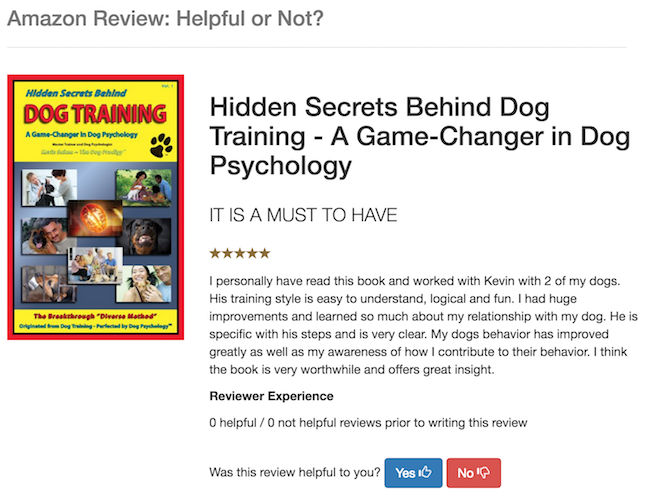 Amazon Review: Helpful or Not?
Vol. 1
Hidden Secrets Behind
DOG TRAINING
A Game-Changer in Dog Psychology
Master Trainer and Dog Psychologist
The Dog Prodigy
The Breakthrough "Diverse Method"
Originated from Dog Training - Perfected by Dog Psychology™
Hidden Secrets Behind Dog
Training - A Game-Changer in Dog
Psychology
IT IS A MUST TO HAVE
I personally have read this book and worked with Kevin with 2 of my dogs.
His training style is easy to understand, logical and fun. I had huge
improvements and learned so much about my relationship with my dog. He is
specific with his steps and is very clear. My dogs behavior has improved
greatly as well as my awareness of how I contribute to their behavior. I think
the book is very worthwhile and offers great insight.
Reviewer Experience
0 helpful / 0 not helpful reviews prior to writing this review
Was this review helpful to you? Yes No